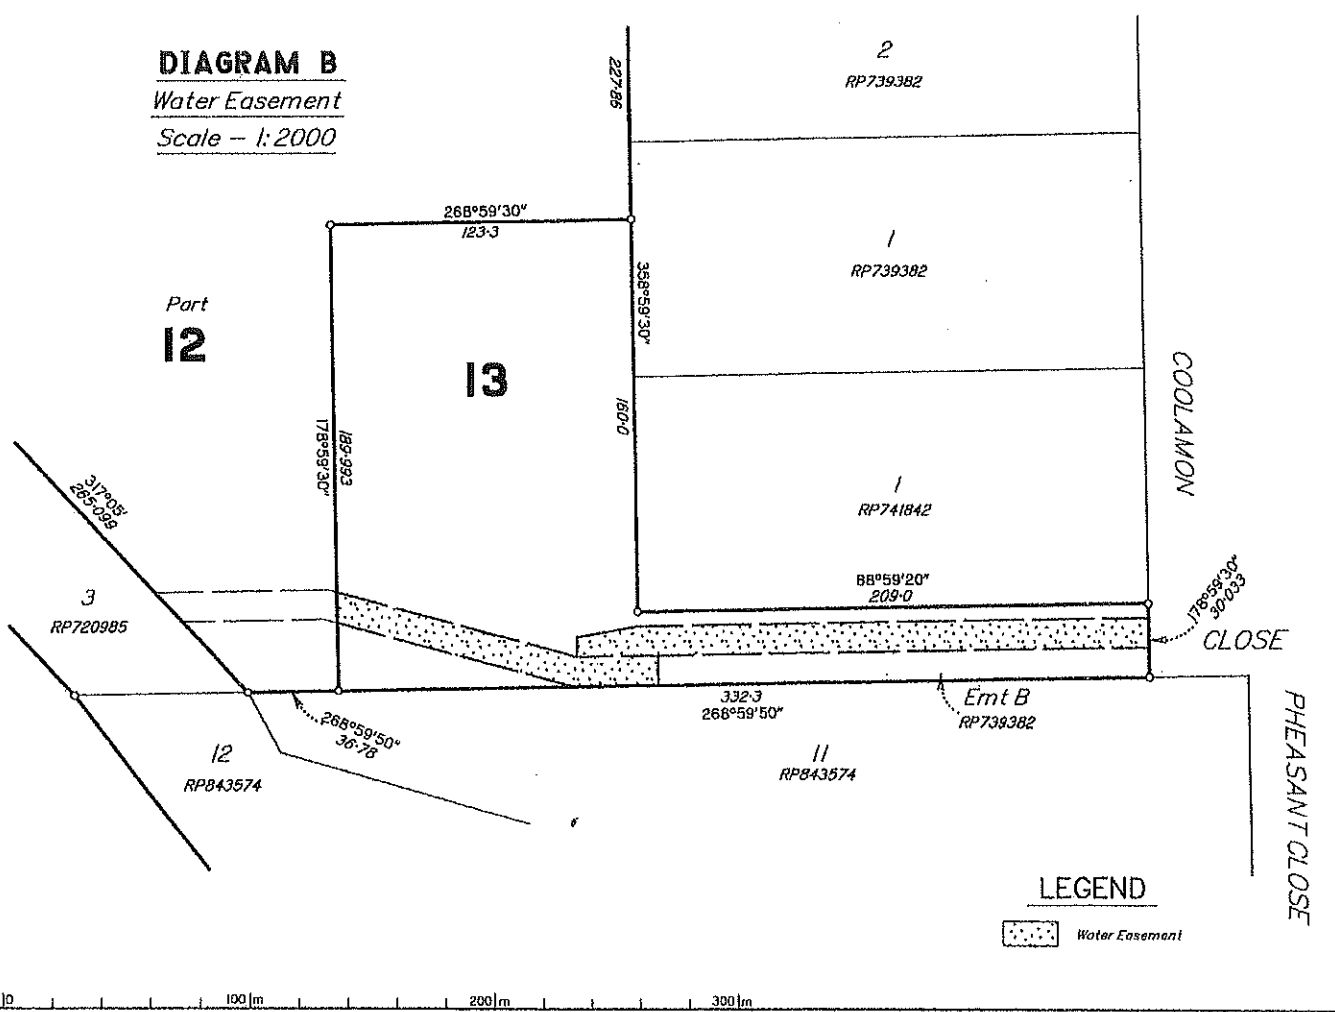 DIAGRAM B
Water Easement
Scale – 1:2000
227·86
2
RP739382
268°59'30"
123·3
1
RP739382
358°59'30"
Part
12
13
160·0
COOLAMON
178°59'30"
189·993
317°05'
265·099
1
RP741842
88°59'20"
209·0
178°59'30"
30·033
CLOSE
3
RP720985
332·3
268°59'50"
Emt B
RP739382
268°59'50"
36·78
12
RP843574
11
RP843574
PHEASANT CLOSE
LEGEND
Water Easement
0 100 m 200 m 300 m